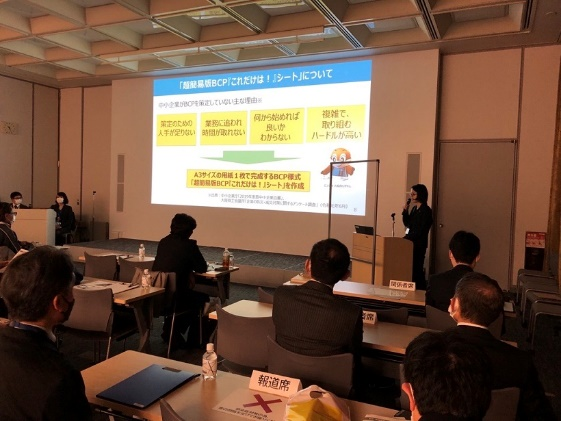 「超簡易版BCP『これだけは！』シート」について
中小企業がBCPを策定していない主な理由
策定のための
人手が足りない
業務に追われ
時間が取れない
何から始めれば
良いか
わからない
複雑で、
取り組む
ハードルが高い
A3サイズの用紙1枚で完成するBCP様式
「超簡易版BCP『これだけは！』シート」を作成
関係者席
者席
報道席